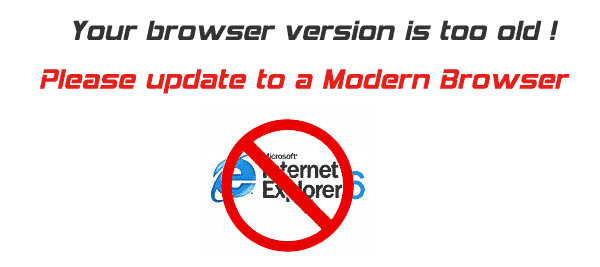 Your browser version is too old !
Please update to a Modern Browser
Microsoft®
Internet
Explorer 6